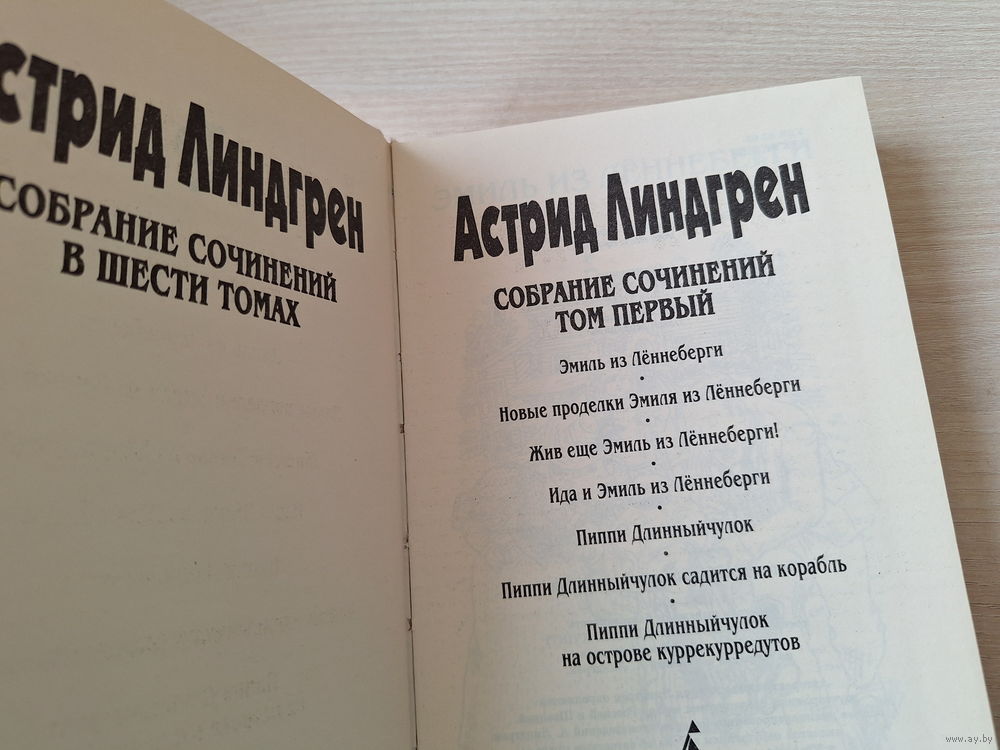 Астрид Линдгрен
СОБРАНИЕ СОЧИНЕНИЙ
В ШЕСТИ ТОМАХ
Астрид Линдгрен
СОБРАНИЕ СОЧИНЕНИЙ
ТОМ ПЕРВЫЙ
Эмиль из Лённеберги
•
Новые проделки Эмиля из Лённеберги
•
Жив еще Эмиль из Лённеберги!
•
Ида и Эмиль из Лённеберги
•
Пиппи Длинныйчулок
•
Пиппи Длинныйчулок садится на корабль
•
Пиппи Длинныйчулок
на острове куррекурредутов
www.ay.by